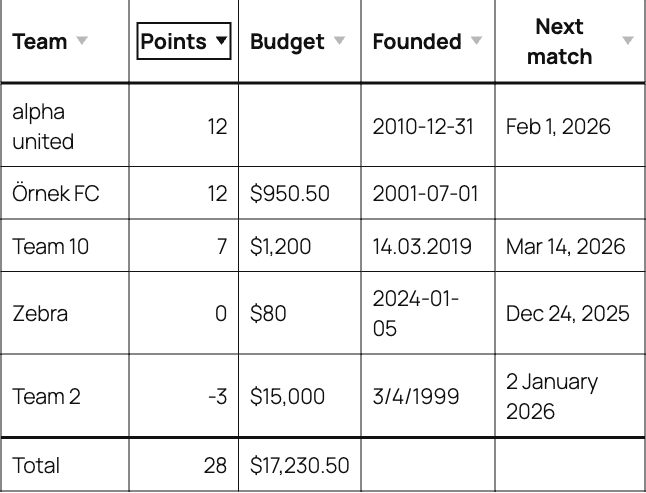 Team ▼ Points ▼ Budget ▼ Founded ▼ Next match ▼
alpha united 12 2010-12-31 Feb 1, 2026
Örnek FC 12 $950.50 2001-07-01
Team 10 7 $1,200 14.03.2019 Mar 14, 2026
Zebra 0 $80 2024-01-05 Dec 24, 2025
Team 2 -3 $15,000 3/4/1999 2 January 2026
Total 28 $17,230.50